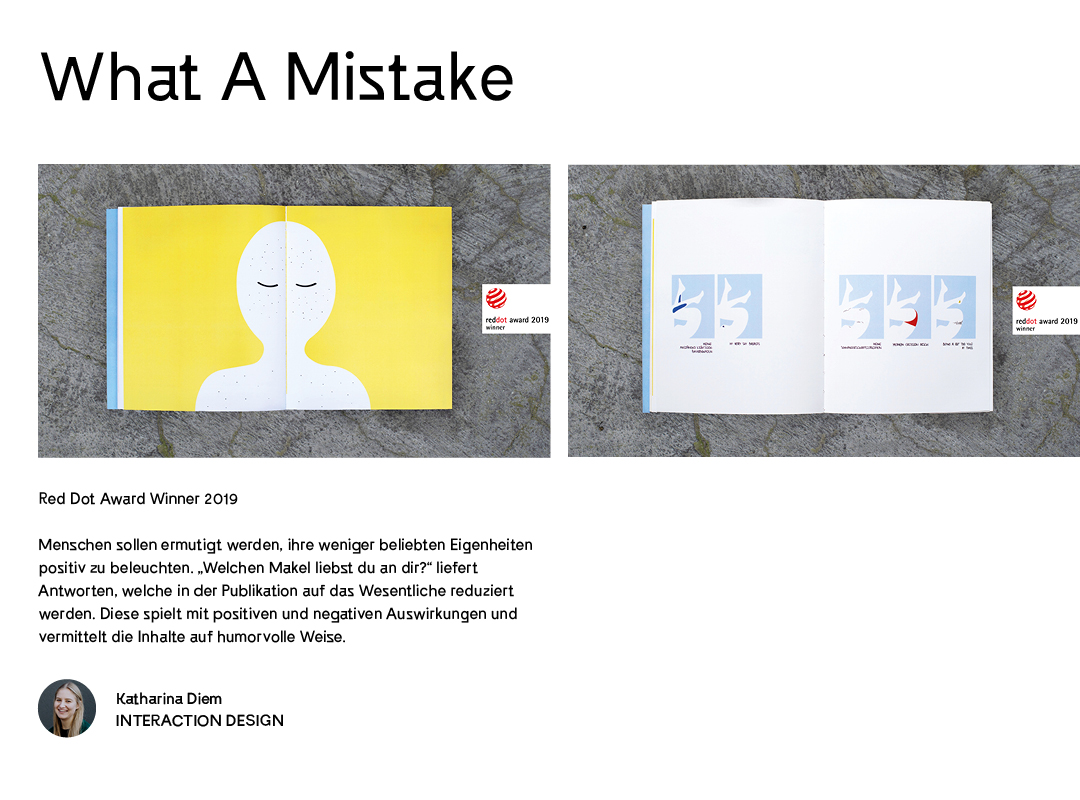 What A Mistake
reddot award 2019
winner
reddot award 2019
winner
Red Dot Award Winner 2019
Menschen sollen ermutigt werden, ihre weniger beliebten Eigenheiten
positiv zu beleuchten. „Welchen Makel liebst du an dir?“ liefert
Antworten, welche in der Publikation auf das Wesentliche reduziert
werden. Diese spielt mit positiven und negativen Auswirkungen und
vermittelt die Inhalte auf humorvolle Weise.
Katharina Diem
INTERACTION DESIGN